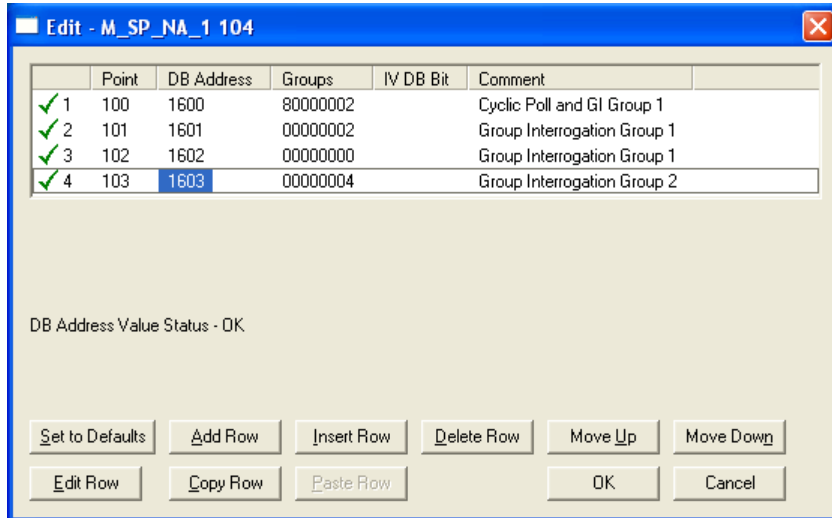 Edit - M_SP_NA_1 104
Point DB Address Groups IV DB Bit Comment
1 100 1600 80000002 Cyclic Poll and GI Group 1
2 101 1601 00000002 Group Interrogation Group 1
3 102 1602 00000000 Group Interrogation Group 1
4 103 1603 00000004 Group Interrogation Group 2
DB Address Value Status - OK
Set to Defaults Add Row Insert Row Delete Row Move Up Move Down
Edit Row Copy Row Paste Row OK Cancel